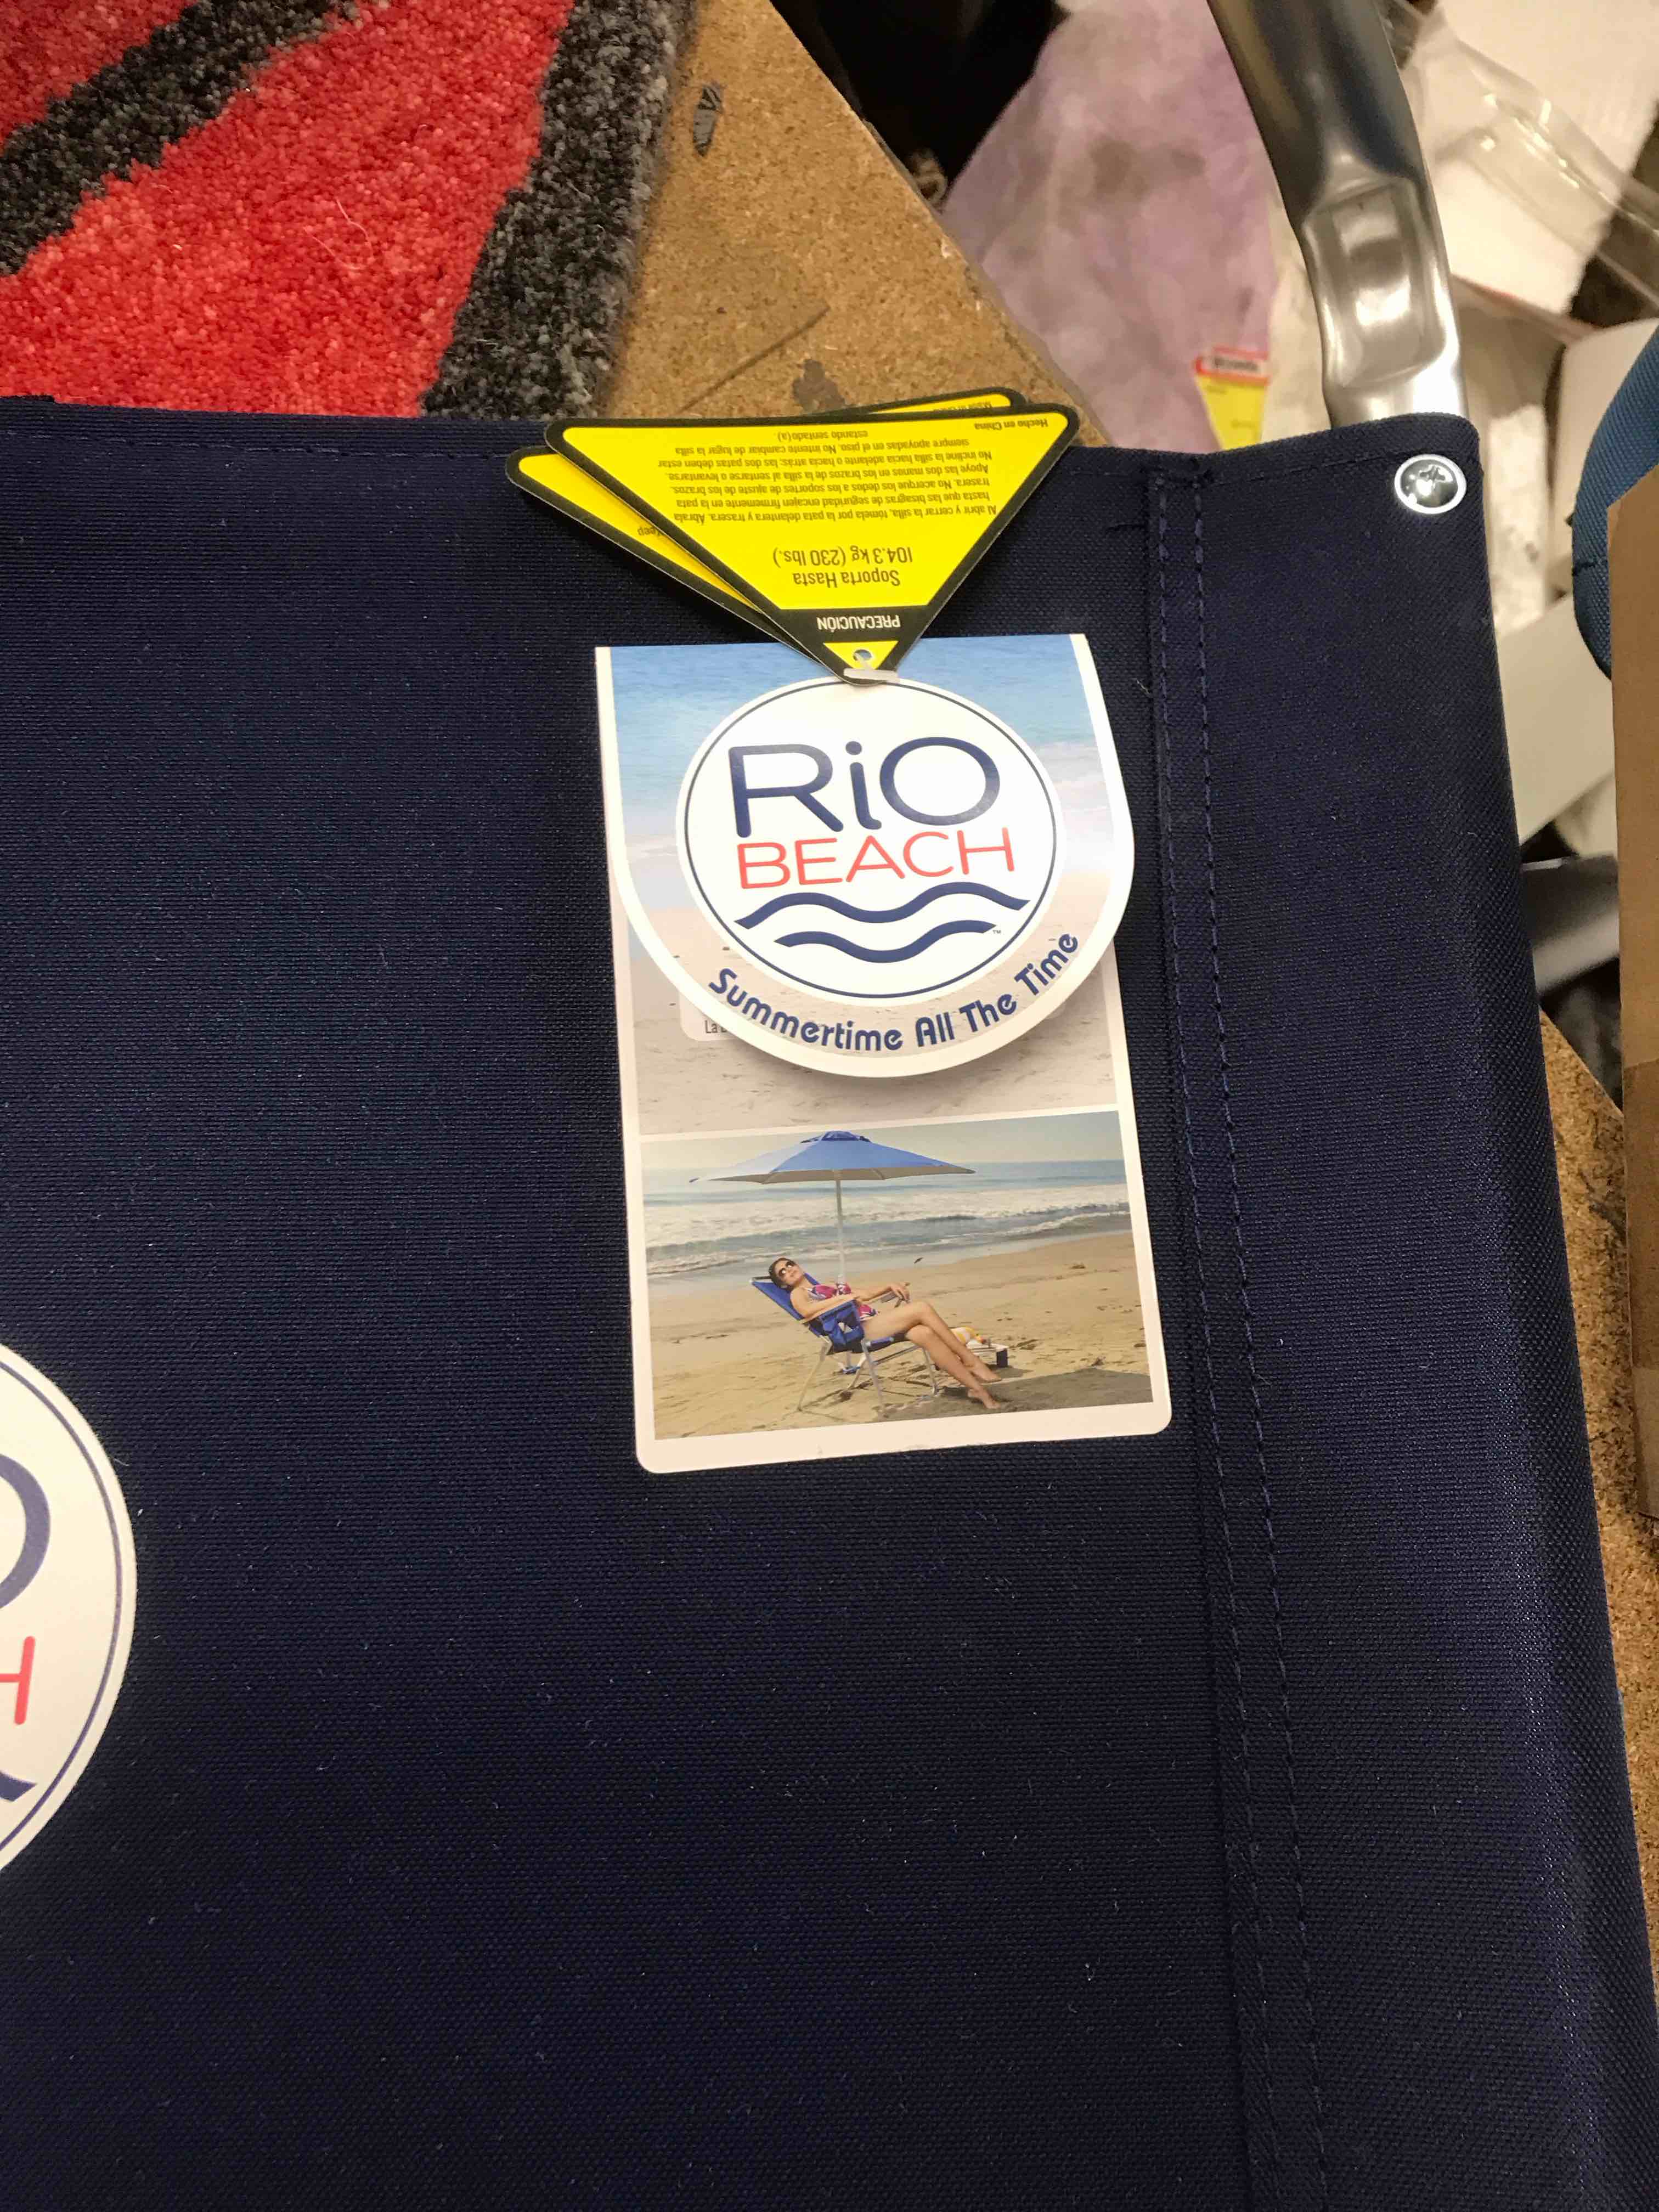 PRECAUCIÓN
Soporta Hasta
104.3 kg (230 lbs.)
Al abrir y cerrar la silla, tómela por la pata delantera y trasera. Ábrala
hasta que las bisagras de seguridad encajen firmemente en la pata
trasera. No acerque los dedos a los soportes de ajuste de los brazos.
Apoye las dos manos en los brazos de la silla al sentarse o levantarse.
No incline la silla hacia adelante o hacia atrás; las dos patas deben estar
siempre apoyadas en el piso. No intente cambiar de lugar la silla
estando sentado(a).
Hecho en China
Keep
RiO
BEACH
™
Summertime All The Time
La
O
H